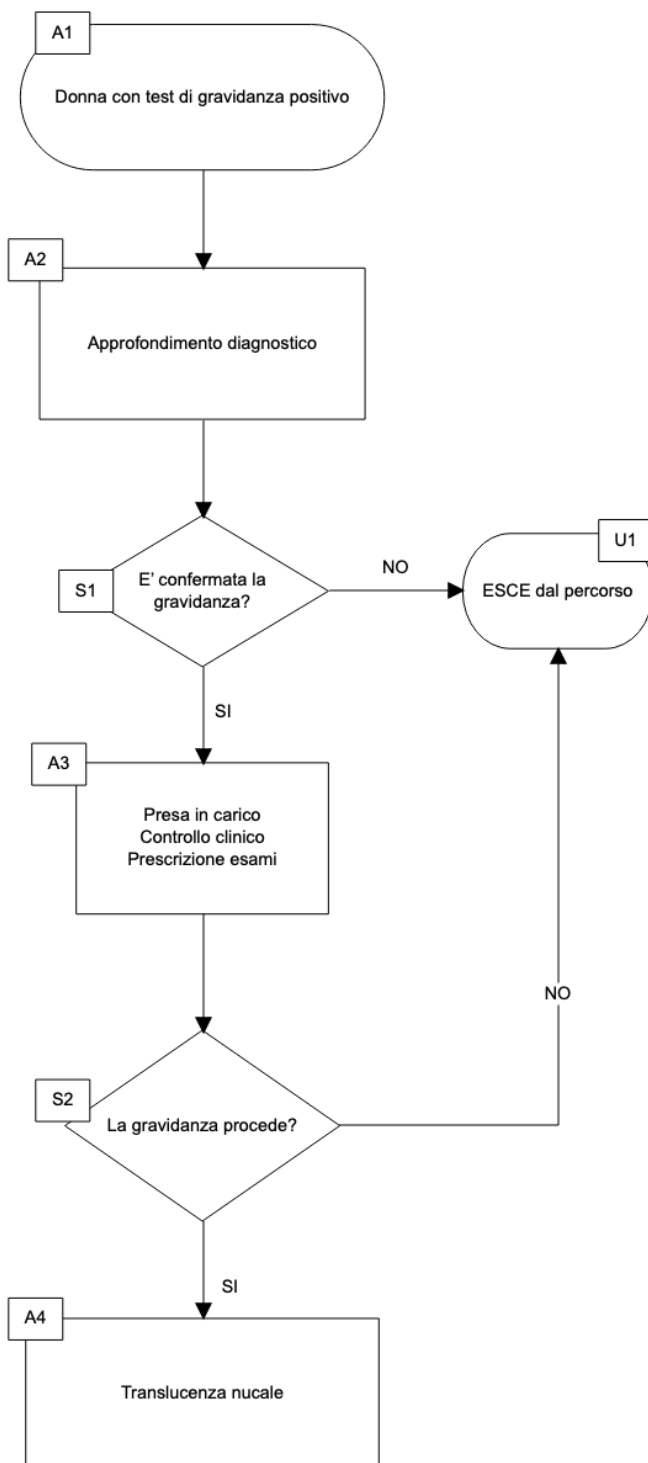 A1
Donna con test di gravidanza positivo
A2
Approfondimento diagnostico
S1
E' confermata la
gravidanza?
NO
U1
ESCE dal percorso
SI
A3
Presa in carico
Controllo clinico
Prescrizione esami
NO
S2
La gravidanza procede?
SI
A4
Translucenza nucale